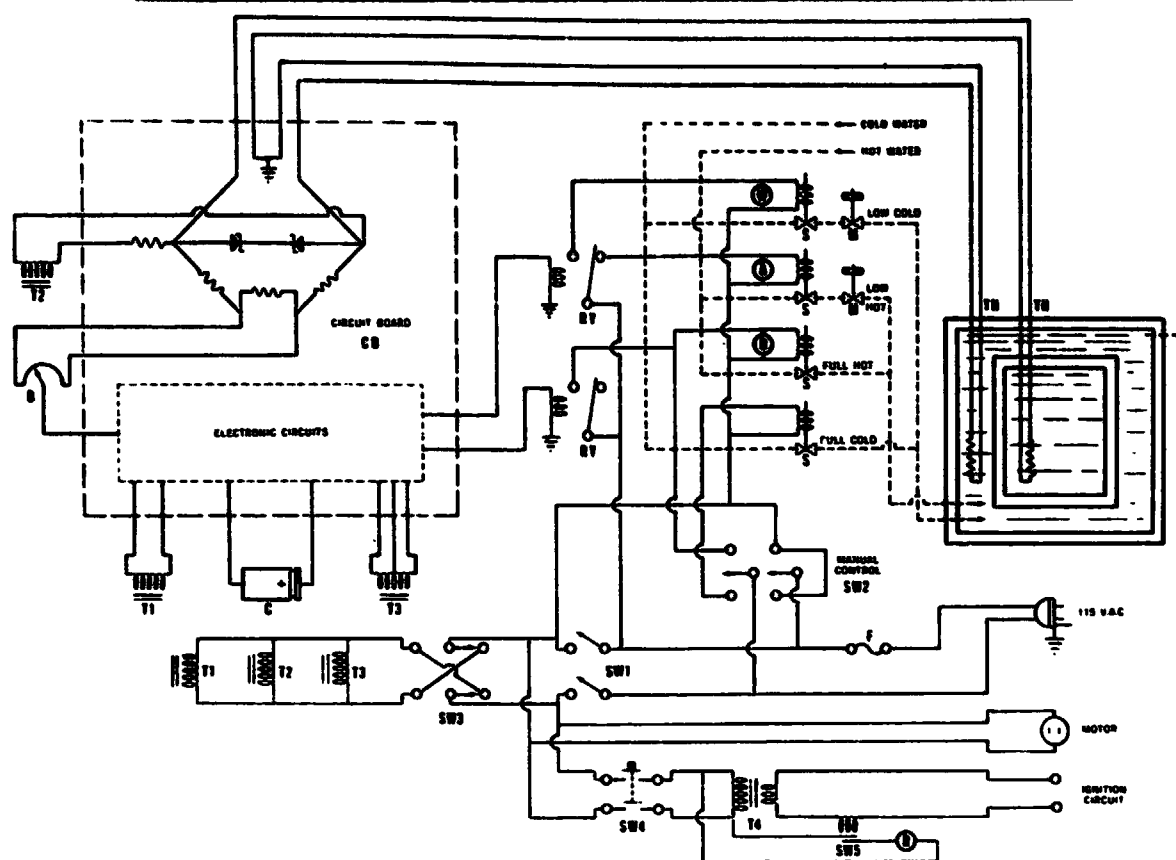 COLD WATER
HOT WATER
LOW COLD
S
LOW
HOT
S
T2
RY
TH TH
CIRCUIT BOARD
CB
FULL HOT
S
B
ELECTRONIC CIRCUITS
RY
FULL COLD
S
MANUAL
CONTROL
SW2
T1 C T3
+
115 V.A.C
F
T1 T2 T3
SW1
SW3
MOTOR
IGNITION
CIRCUIT
SW4 T4
SW5